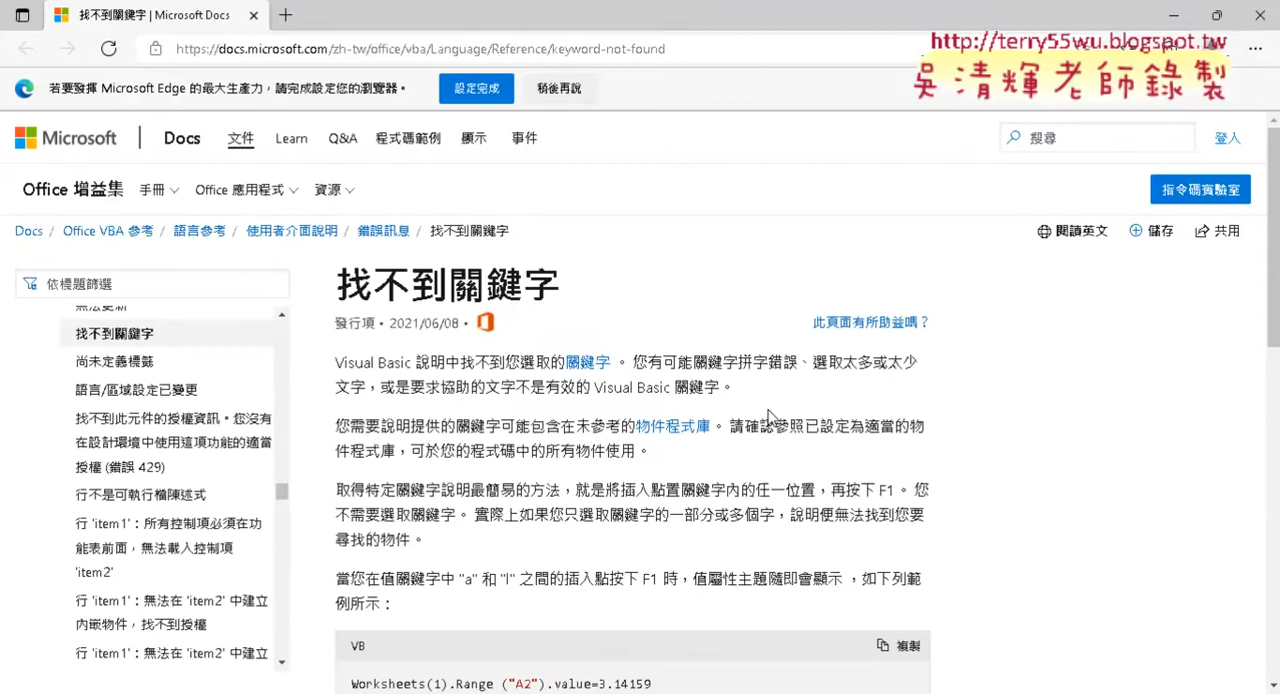 找不到關鍵字 | Microsoft Docs
https://docs.microsoft.com/zh-tw/office/vba/Language/Reference/keyword-not-found
http://terry55wu.blogspot.tw
吳清輝老師錄製
若要發揮 Microsoft Edge 的最大生產力，請完成設定您的瀏覽器。
設定完成
稍後再說
Microsoft
Docs
文件
Learn
Q&A
程式碼範例
顯示
事件
搜尋
登入
Office 增益集
手冊
Office 應用程式
資源
指令碼實驗室
Docs / Office VBA 參考 / 語言參考 / 使用者介面說明 / 錯誤訊息 / 找不到關鍵字
閱讀英文
儲存
共用
依標題篩選
無法更新
找不到關鍵字
尚未定義標籤
語言/區域設定已變更
找不到此元件的授權資訊。您沒有
在設計環境中使用這項功能的適當
授權 (錯誤 429)
行不是可執行檔陳述式
行 'item1'：所有控制項必須在功
能表前面，無法載入控制項
'item2'
行 'item1'：無法在 'item2' 中建立
內嵌物件，找不到授權
行 'item1'：無法在 'item2' 中建立
找不到關鍵字
發行項 • 2021/06/08 •
此頁面有所助益嗎？
Visual Basic 說明中找不到您選取的關鍵字 。 您有可能關鍵字拼字錯誤、選取太多或太少
文字，或是要求協助的文字不是有效的 Visual Basic 關鍵字。
您需要說明提供的關鍵字可能包含在未參考的物件程式庫 。 請確認參照已設定為適當的物
件程式庫，可於您的程式碼中的所有物件使用。
取得特定關鍵字說明最簡易的方法，就是將插入點置關鍵字內的任一位置，再按下 F1 。 您
不需要選取關鍵字。 實際上如果您只選取關鍵字的一部分或多個字，說明便無法找到您要
尋找的物件。
當您在值關鍵字中 "a" 和 "l" 之間的插入點按下 F1 時，值屬性主題隨即會顯示 ，如下列範
例所示：
VB
複製
Worksheets(1).Range ("A2").value=3.14159